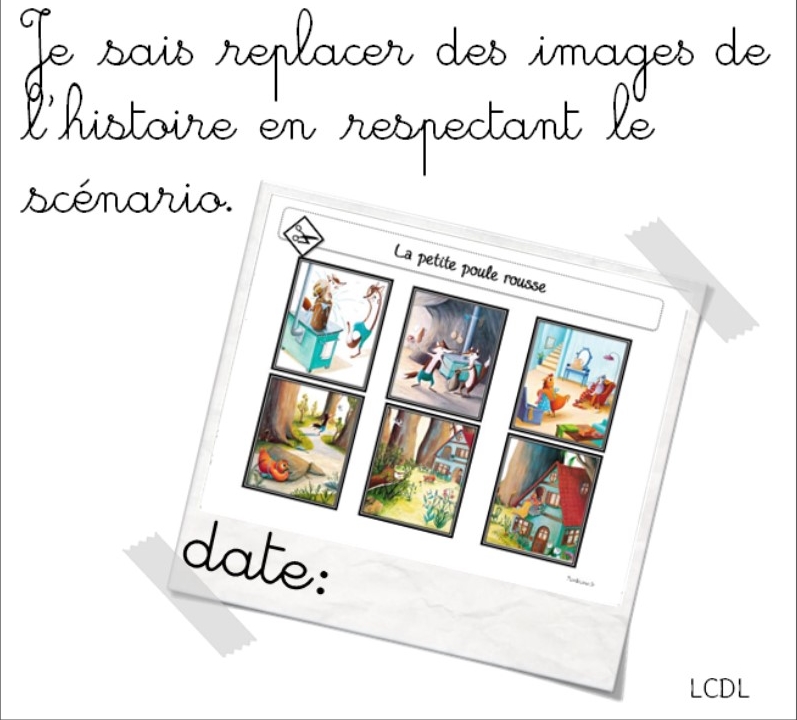 Je sais replacer des images de
l'histoire en respectant le
scénario.
La petite poule rousse
date:
LCDL